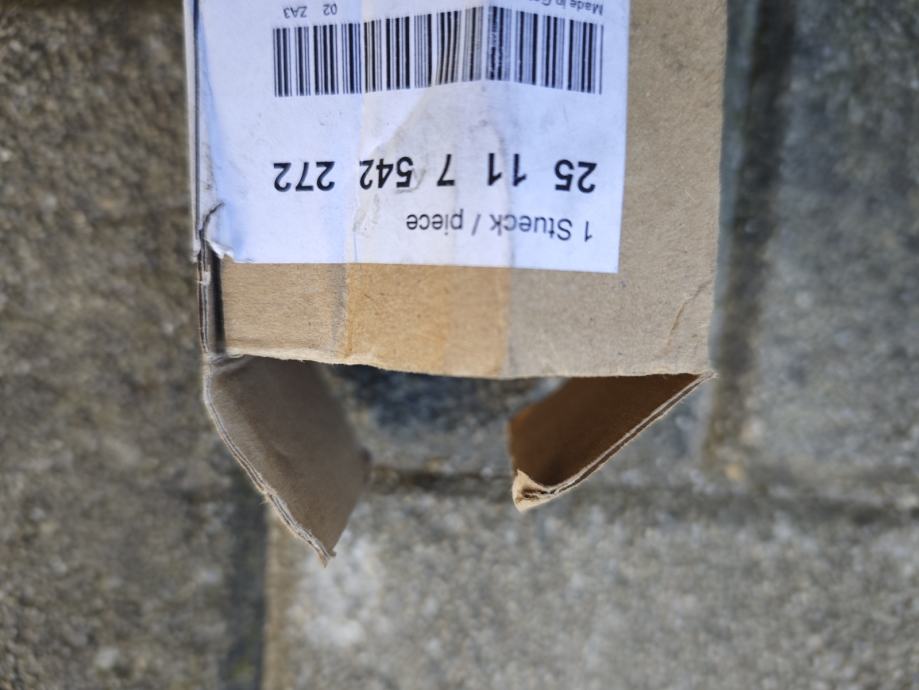 1 Stueck / piece
25 11 7 542 272
Made in
02 ZA3